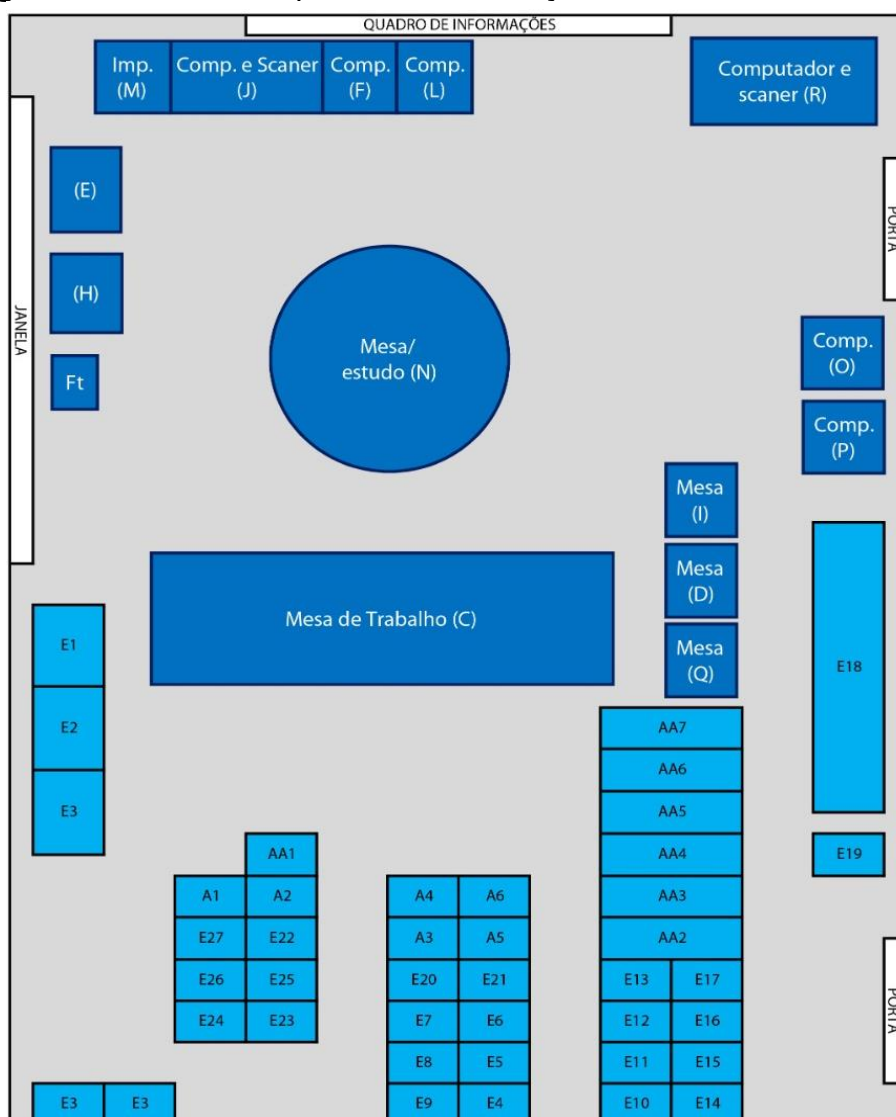 QUADRO DE INFORMAÇÕES
Imp.
(M)
Comp. e Scaner
(J)
Comp.
(F)
Comp.
(L)
Computador e
scaner (R)
JANELA
(E)
(H)
Ft
Mesa/
estudo (N)
PORTA
Comp.
(O)
Comp.
(P)
Mesa
(I)
Mesa
(D)
Mesa
(Q)
Mesa de Trabalho (C)
E1
E2
E3
E18
E19
AA7
AA6
AA5
AA4
AA3
AA2
AA1
A1 A2
E27 E22
E26 E25
E24 E23
A4 A6
A3 A5
E20 E21
E7 E6
E8 E5
E9 E4
E13 E17
E12 E16
E11 E15
E10 E14
PORTA
E3 E3